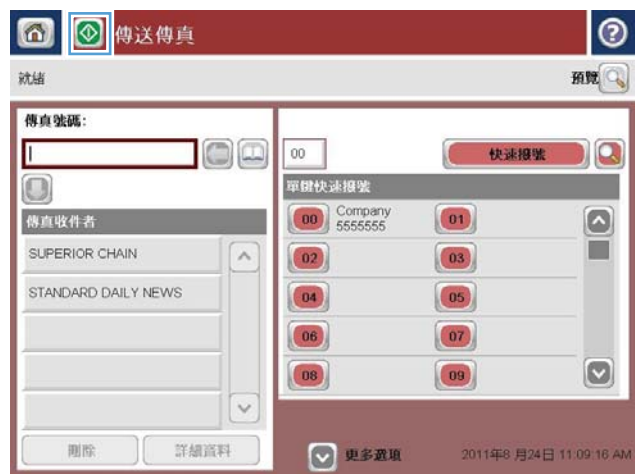 傳送傳真
就緒
預覽
傳真號碼:
00
快速撥號
單鍵快速撥號
傳真收件者
SUPERIOR CHAIN
STANDARD DAILY NEWS
00 Company 01
5555555
02 03
04 05
06 07
08 09
刪除 詳細資料
更多選項
2011年8 月24日 11:09:16 AM